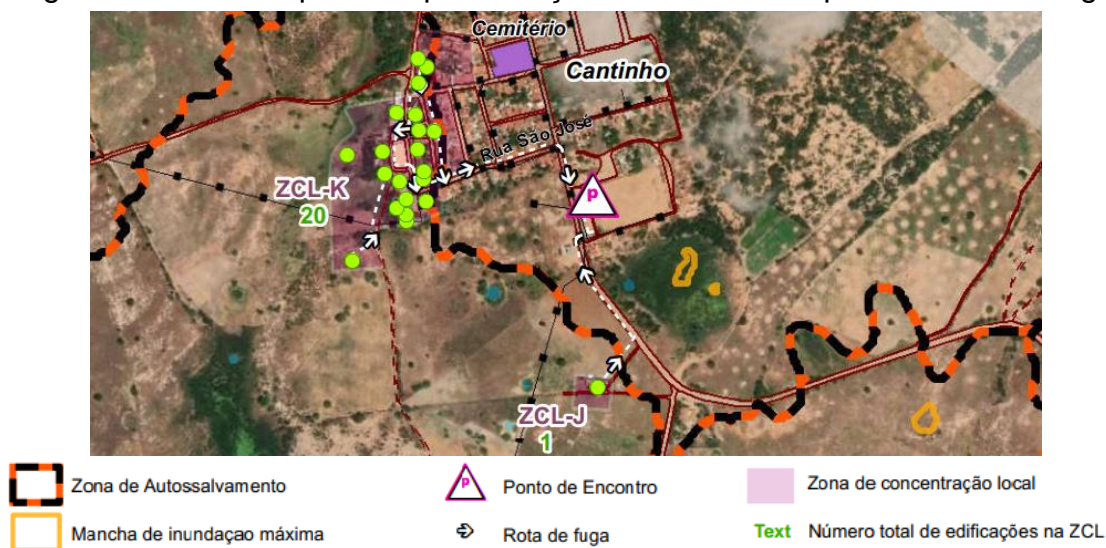 Cemitério
Cantinho
Rua São José
P
ZCL-K
20
ZCL-J
1
Zona de Autossalvamento
P
Ponto de Encontro
Zona de concentração local
Mancha de inundaçao máxima
Rota de fuga
Text
Número total de edificações na ZCL